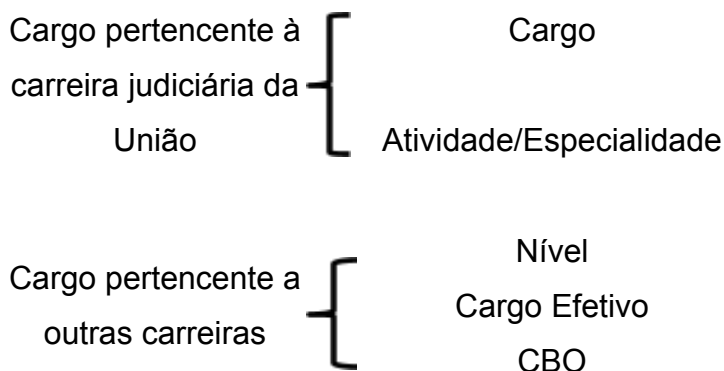 Cargo pertencente à
carreira judiciária da
União
Cargo
Atividade/Especialidade
Cargo pertencente a
outras carreiras
Nível
Cargo Efetivo
CBO